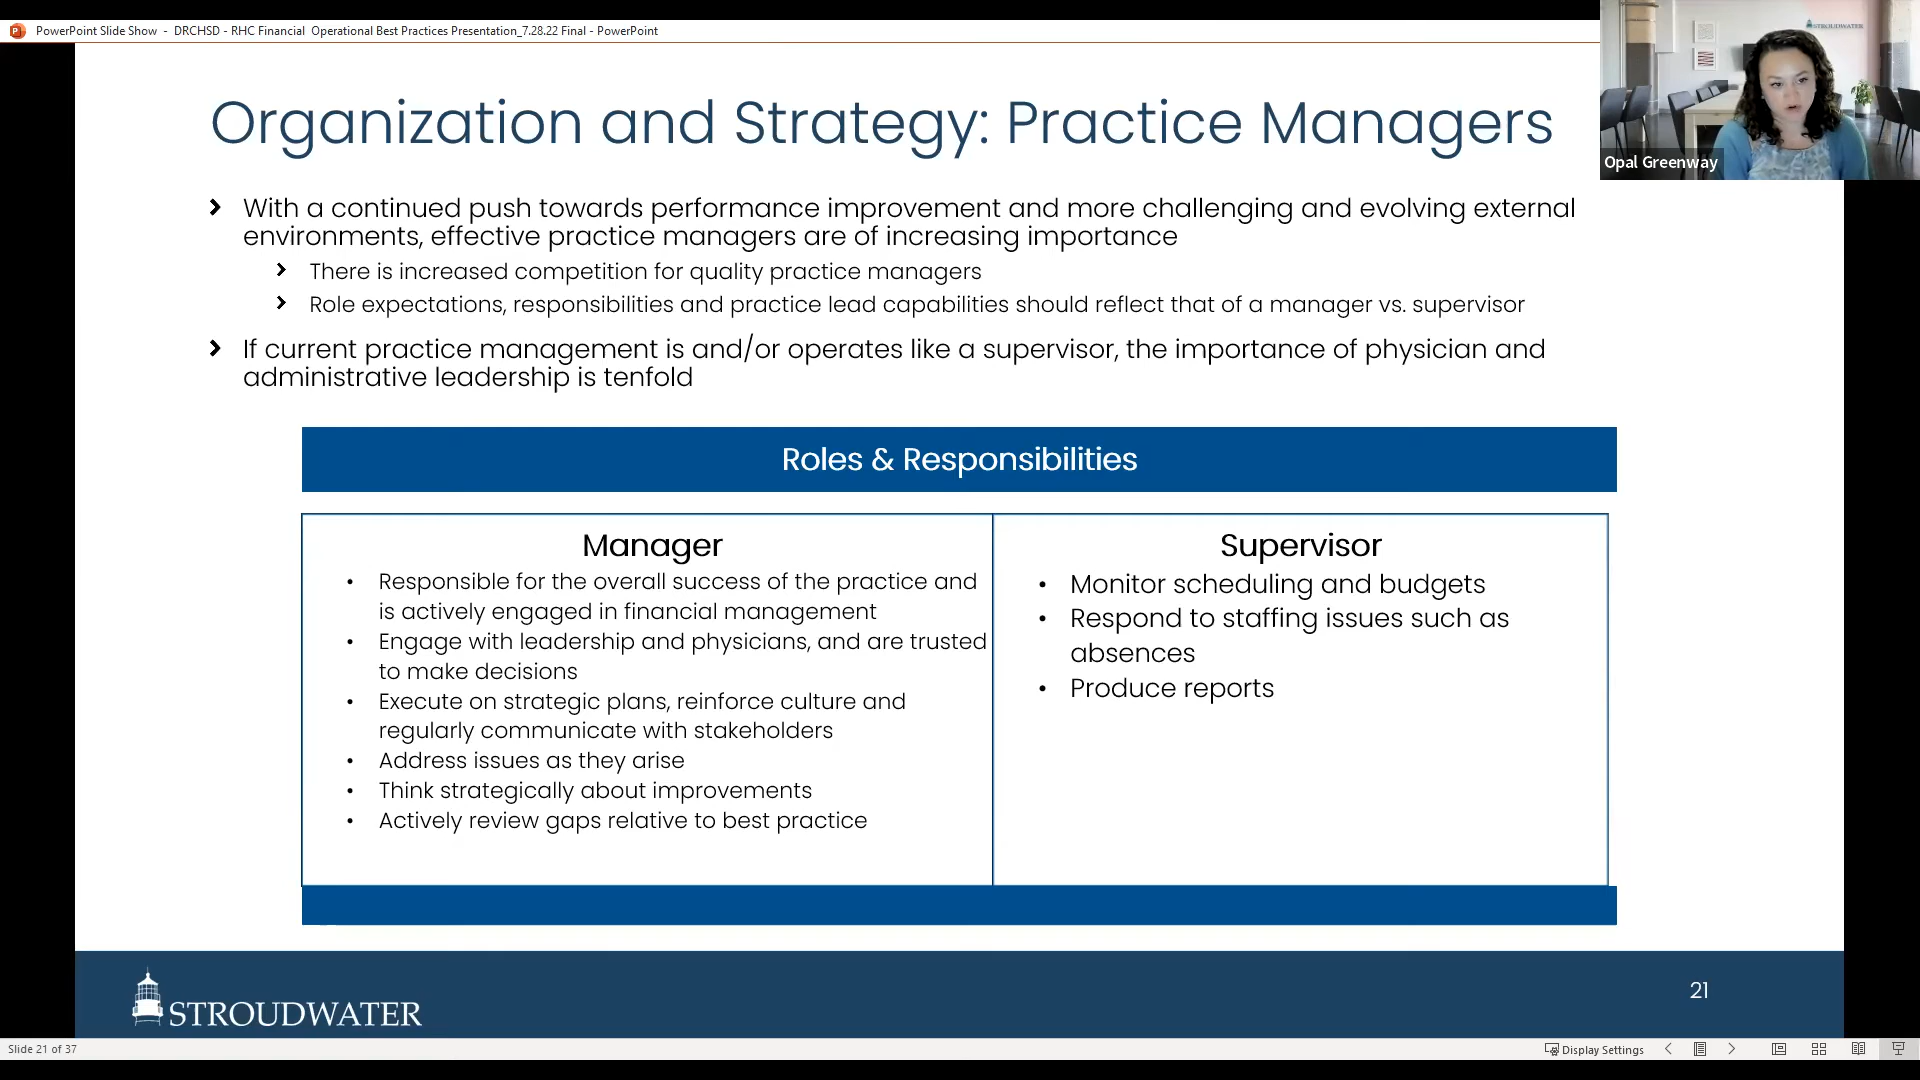 PowerPoint Slide Show - DRCHSD - RHC Financial Operational Best Practices Presentation_7.28.22 Final - PowerPoint
STROUDWATER
Opal Greenway
Organization and Strategy: Practice Managers
With a continued push towards performance improvement and more challenging and evolving external
environments, effective practice managers are of increasing importance
There is increased competition for quality practice managers
Role expectations, responsibilities and practice lead capabilities should reflect that of a manager vs. supervisor
If current practice management is and/or operates like a supervisor, the importance of physician and
administrative leadership is tenfold
Roles & Responsibilities
Manager
• Responsible for the overall success of the practice and
is actively engaged in financial management
• Engage with leadership and physicians, and are trusted
to make decisions
• Execute on strategic plans, reinforce culture and
regularly communicate with stakeholders
• Address issues as they arise
• Think strategically about improvements
• Actively review gaps relative to best practice
Supervisor
• Monitor scheduling and budgets
• Respond to staffing issues such as
absences
• Produce reports
STROUDWATER
21
Slide 21 of 37
Display Settings